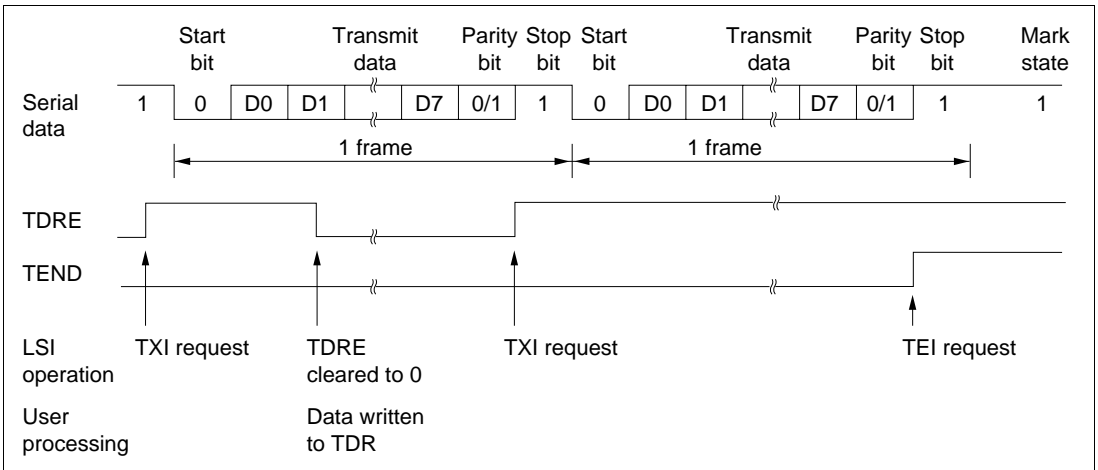 Start Transmit Parity Stop Start Transmit Parity Stop Mark
bit data bit bit bit data bit bit state
Serial 1 0 D0 D1 D7 0/1 1 0 D0 D1 D7 0/1 1 1
data
1 frame 1 frame
TDRE
TEND
LSI TXI request TDRE TXI request TEI request
operation cleared to 0
User Data written
processing to TDR